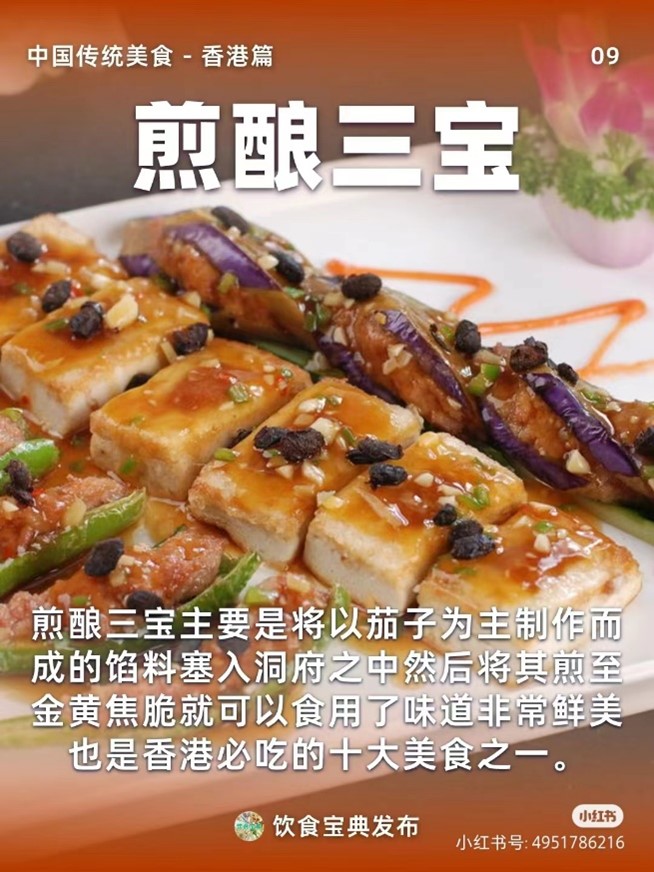 中国传统美食 - 香港篇
09
煎酿三宝
煎酿三宝主要是将以茄子为主制作而
成的馅料塞入洞府之中然后将其煎至
金黄焦脆就可以食用了味道非常鲜美
也是香港必吃的十大美食之一。
饮食宝典发布
小红书
小红书号: 4951786216